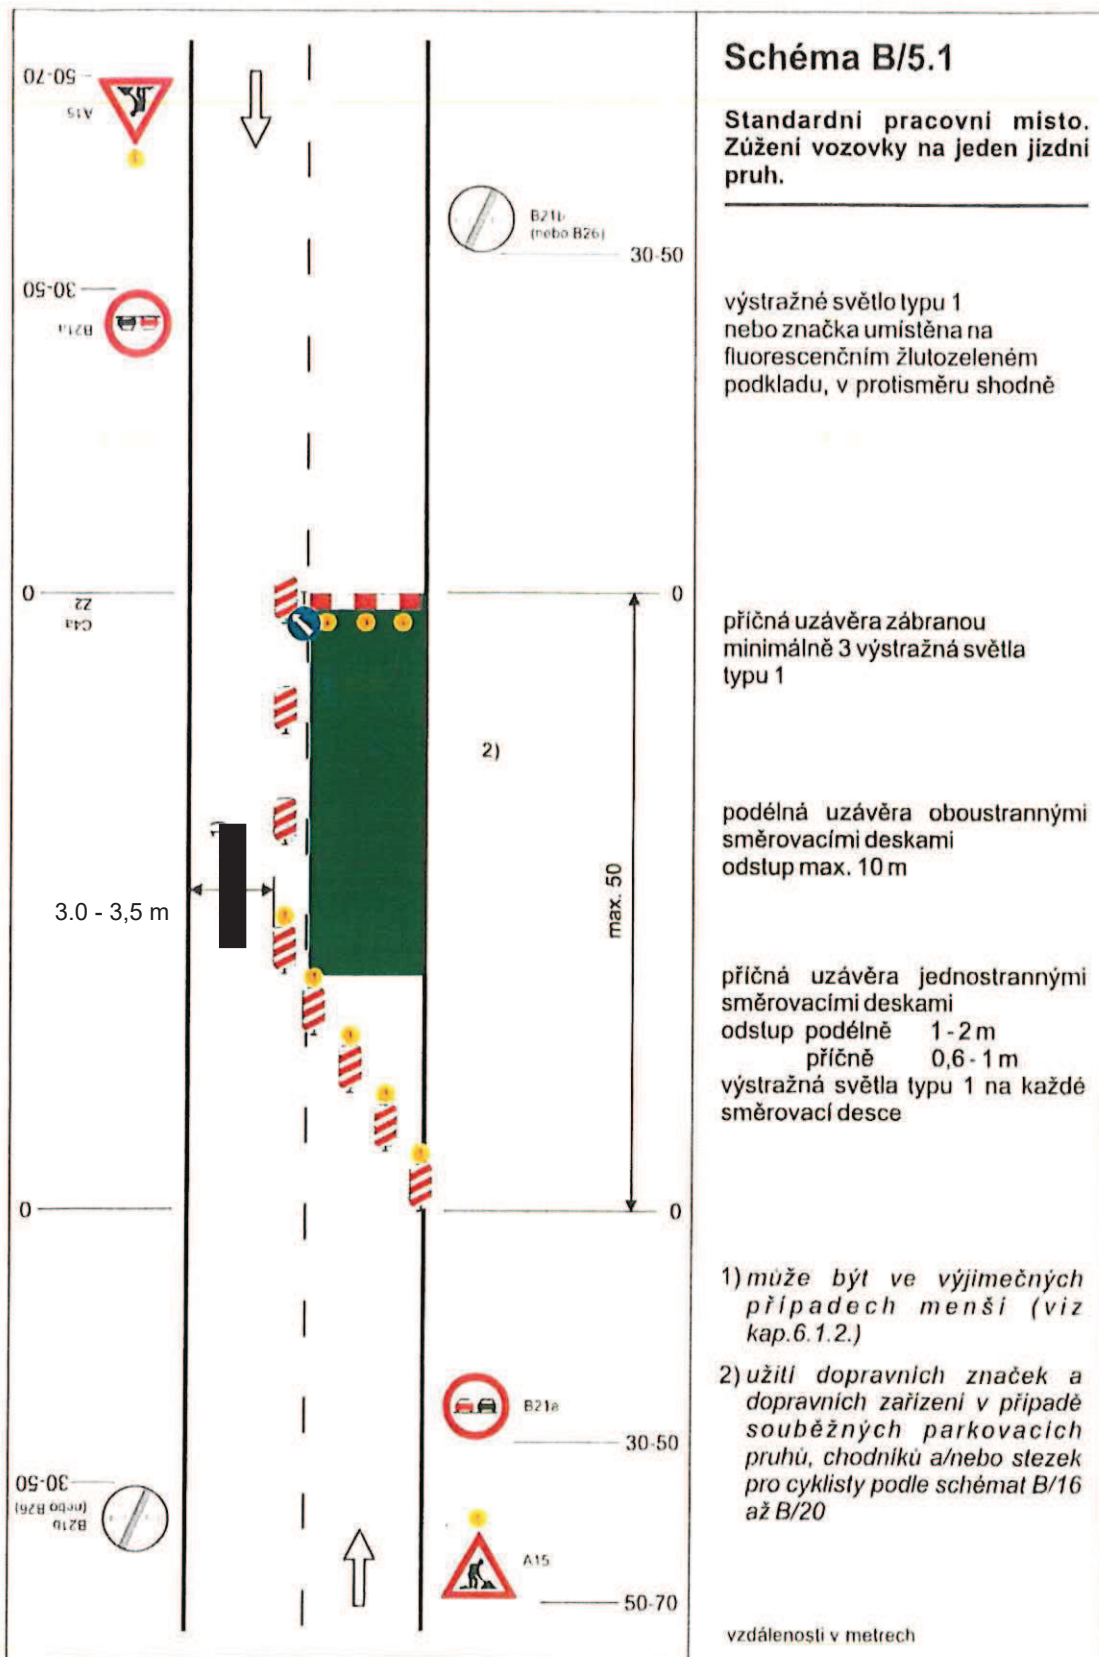 Schéma B/5.1
Standardni pracovni misto.
Zúženi vozovky na jeden jízdni
pruh.
výstražné světlo typu 1
nebo značka umístěna na
fluorescenčním žlutozeleném
podkladu, v protisměru shodně
příčná uzávěra zábranou
minimálně 3 výstražná světla
typu 1
podélná uzávěra oboustrannými
směrovacími deskami
odstup max. 10 m
příčná uzávěra jednostrannými
směrovacími deskami
odstup podélně 1 - 2 m
příčně 0,6 - 1 m
výstražná světla typu 1 na každé
směrovací desce
1) může být ve výjimečných
případech menší (viz
kap.6.1.2.)
2) užití dopravních značek a
dopravních zařízení v případě
souběžných parkovacích
pruhů, chodníků a/nebo stezek
pro cyklisty podle schémat B/16
až B/20
vzdálenosti v metrech
50-70
A15
30-50
B21a
B21b
(nebo B26)
30-50
0
Z2
C4a
0
2)
1)
3.0 - 3,5 m
max. 50
0
0
B21a
30-50
30-50
(nebo B26)
B21b
A15
50-70